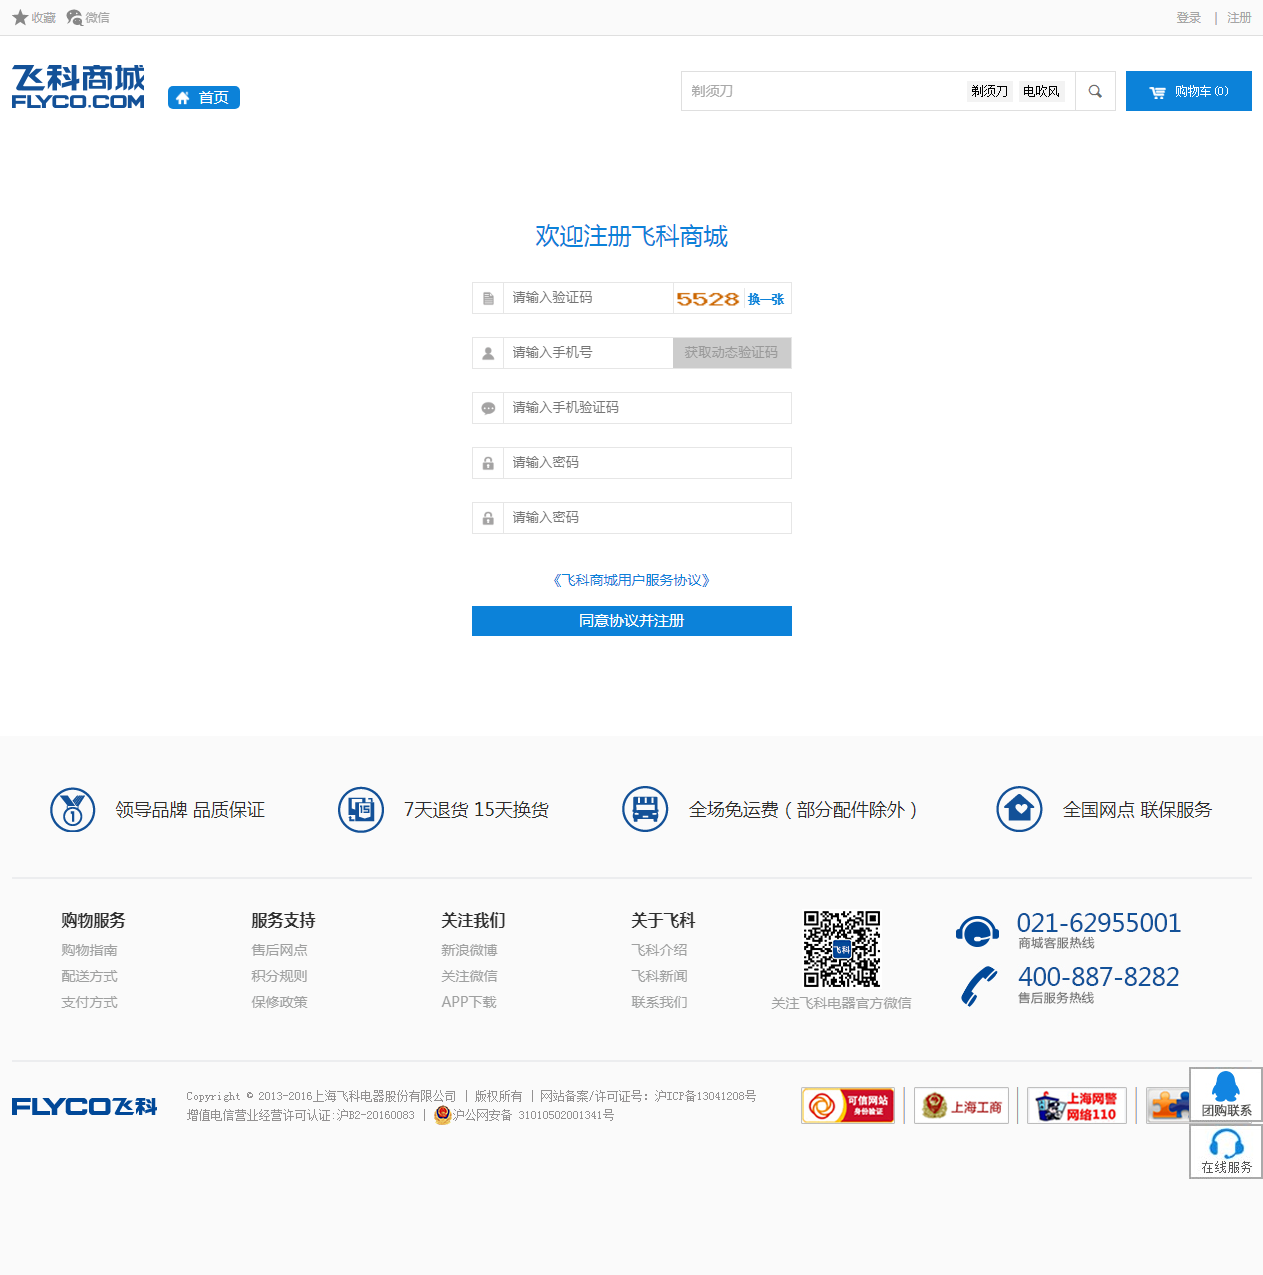 收藏 微信 登录 | 注册
飞科商城
FLYCO.COM 首页 剃须刀 剃须刀 电吹风 购物车(0)
欢迎注册飞科商城
请输入验证码 5528 换一张
请输入手机号 获取动态验证码
请输入手机验证码
请输入密码
请输入密码
《飞科商城用户服务协议》
同意协议并注册
领导品牌 品质保证 7天退货 15天换货 全场免运费（部分配件除外） 全国网点 联保服务
购物服务 服务支持 关注我们 关于飞科
购物指南 售后网点 新浪微博 飞科介绍
配送方式 积分规则 关注微信 飞科新闻
支付方式 保修政策 APP下载 联系我们
飞科
关注飞科电器官方微信
021-62955001
商城客服热线
400-887-8282
售后服务热线
FLYCO飞科
Copyright © 2013-2016上海飞科电器股份有限公司 | 版权所有 | 网站备案/许可证号: 沪ICP备13041208号
增值电信营业经营许可认证:沪B2-20160083 | 沪公网安备 31010502001341号
可信网站
身份验证
上海工商
上海网警
网络110
团购联系
在线服务